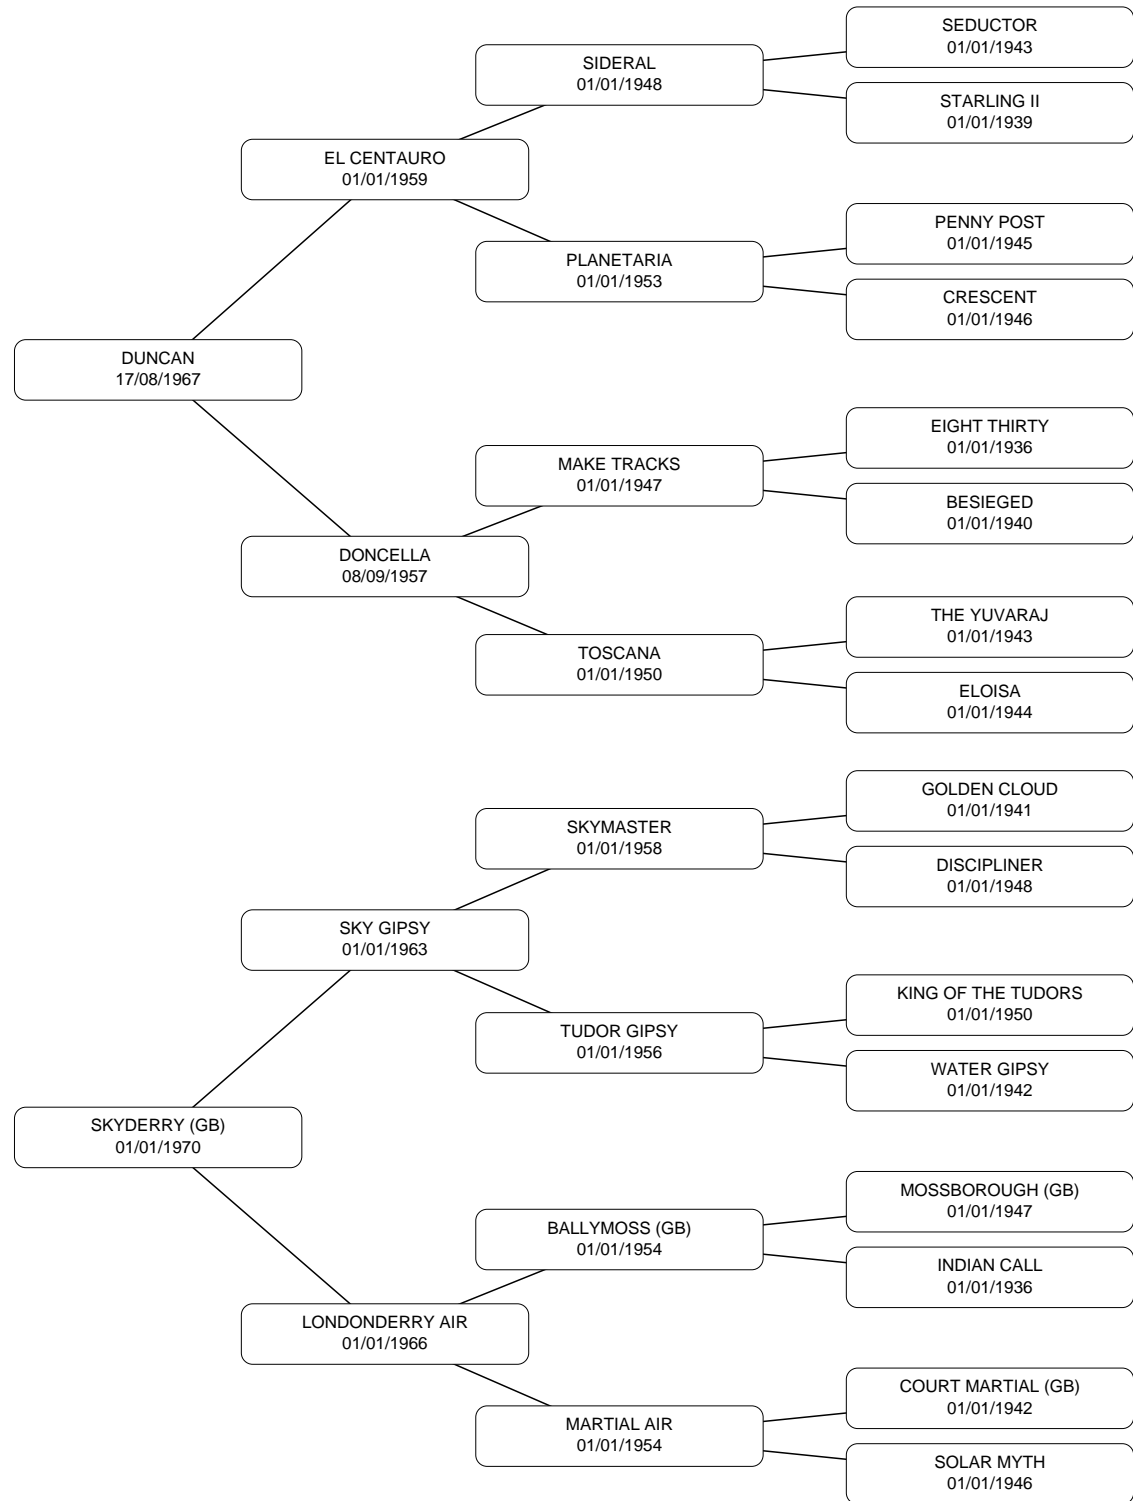 SEDUCTOR
01/01/1943
SIDERAL
01/01/1948
STARLING II
01/01/1939
EL CENTAURO
01/01/1959
PENNY POST
01/01/1945
PLANETARIA
01/01/1953
CRESCENT
01/01/1946
DUNCAN
17/08/1967
EIGHT THIRTY
01/01/1936
MAKE TRACKS
01/01/1947
BESIEGED
01/01/1940
DONCELLA
08/09/1957
THE YUVARAJ
01/01/1943
TOSCANA
01/01/1950
ELOISA
01/01/1944
GOLDEN CLOUD
01/01/1941
SKYMASTER
01/01/1958
DISCIPLINER
01/01/1948
SKY GIPSY
01/01/1963
KING OF THE TUDORS
01/01/1950
TUDOR GIPSY
01/01/1956
WATER GIPSY
01/01/1942
SKYDERRY (GB)
01/01/1970
MOSSBOROUGH (GB)
01/01/1947
BALLYMOSS (GB)
01/01/1954
INDIAN CALL
01/01/1936
LONDONDERRY AIR
01/01/1966
COURT MARTIAL (GB)
01/01/1942
MARTIAL AIR
01/01/1954
SOLAR MYTH
01/01/1946